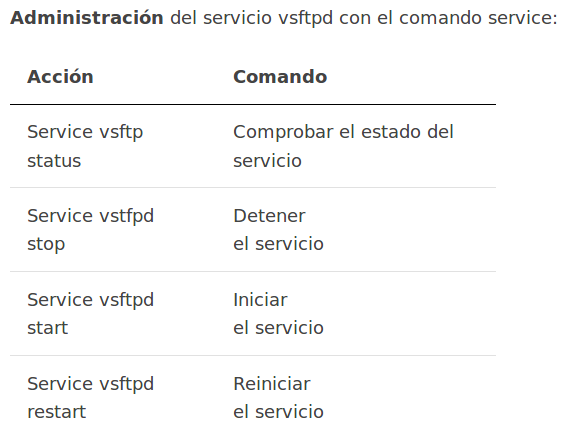 Administración del servicio vsftpd con el comando service:
Acción Comando
Service vsftp Comprobar el estado del
status servicio
Service vstfpd Detener
stop el servicio
Service vsftpd Iniciar
start el servicio
Service vsftpd Reiniciar
restart el servicio